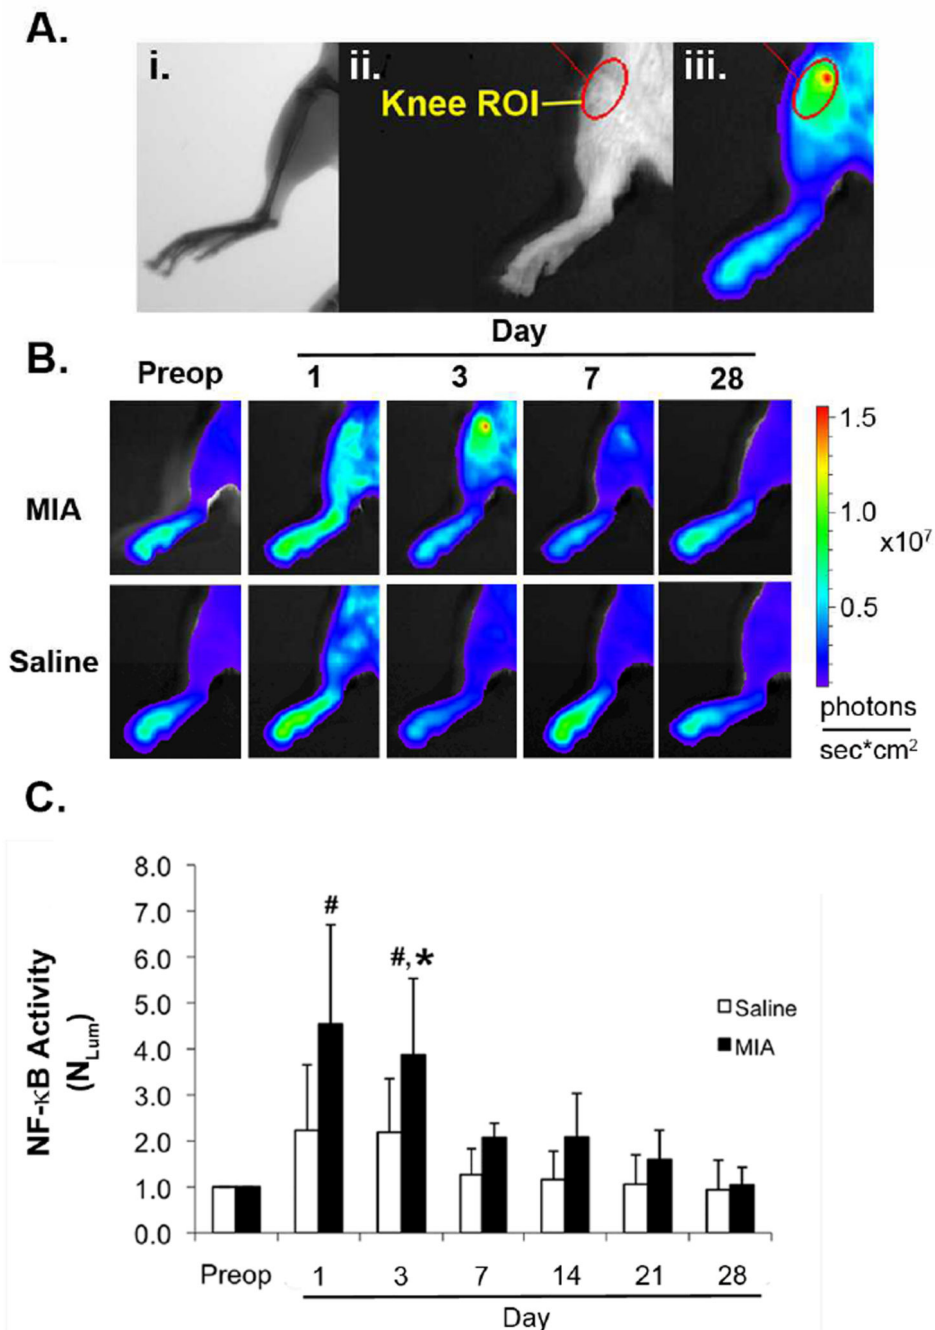 A.
i. ii. iii.
Knee ROI
Day
B.
Preop 1 3 7 28
MIA
Saline
1.5
1.0
x10⁷
0.5
photons
sec*cm²
C.
NF-κB Activity
(N_Lum)
8.0
7.0
6.0
5.0
4.0
3.0
2.0
1.0
0.0
#
#,*
Saline
MIA
Preop 1 3 7 14 21 28
Day